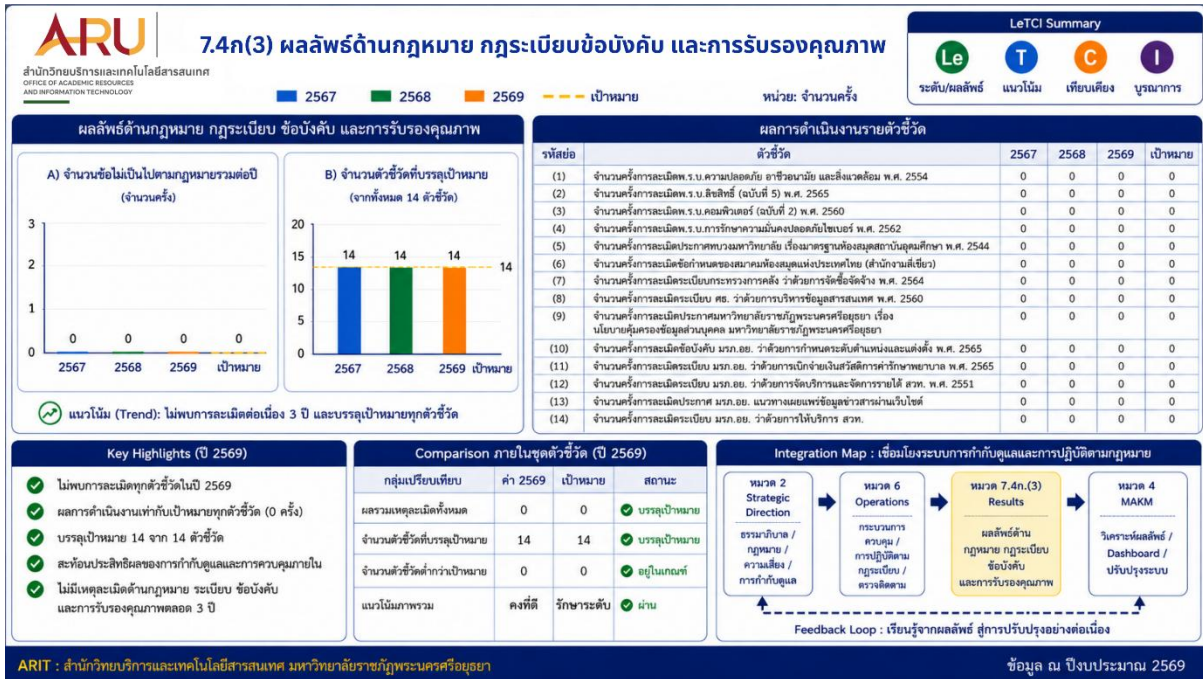 ARU
สำนักวิทยบริการและเทคโนโลยีสารสนเทศ
OFFICE OF ACADEMIC RESOURCES
AND INFORMATION TECHNOLOGY
7.4ก(3) ผลลัพธ์ด้านกฎหมาย กฎระเบียบข้อบังคับ และการรับรองคุณภาพ
2567 2568 2569 เป้าหมาย หน่วย: จำนวนครั้ง
LeTCI Summary
Le T C I
ระดับ/ผลลัพธ์ แนวโน้ม เทียบเคียง บูรณาการ
ผลลัพธ์ด้านกฎหมาย กฎระเบียบ ข้อบังคับ และการรับรองคุณภาพ
A) จำนวนข้อไม่เป็นไปตามกฎหมายรวมต่อปี
(จำนวนครั้ง)
3
2
1
0
0 0 0 0
2567 2568 2569 เป้าหมาย
B) จำนวนตัวชี้วัดที่บรรลุเป้าหมาย
(จากทั้งหมด 14 ตัวชี้วัด)
20
15
10
5
0
14 14 14 14
2567 2568 2569 เป้าหมาย
แนวโน้ม (Trend): ไม่พบการละเมิดต่อเนื่อง 3 ปี และบรรลุเป้าหมายทุกตัวชี้วัด
ผลการดำเนินงานรายตัวชี้วัด
รหัสย่อ ตัวชี้วัด 2567 2568 2569 เป้าหมาย
(1) จำนวนครั้งการละเมิดพ.ร.บ.ความปลอดภัย อาชีวอนามัย และสิ่งแวดล้อม พ.ศ. 2554 0 0 0 0
(2) จำนวนครั้งการละเมิดพ.ร.บ.ลิขสิทธิ์ (ฉบับที่ 5) พ.ศ. 2565 0 0 0 0
(3) จำนวนครั้งการละเมิดพ.ร.บ.คอมพิวเตอร์ (ฉบับที่ 2) พ.ศ. 2560 0 0 0 0
(4) จำนวนครั้งการละเมิดพ.ร.บ.การรักษาความมั่นคงปลอดภัยไซเบอร์ พ.ศ. 2562 0 0 0 0
(5) จำนวนครั้งการละเมิดประกาศทบวงมหาวิทยาลัย เรื่องมาตรฐานห้องสมุดสถาบันอุดมศึกษา พ.ศ. 2544 0 0 0 0
(6) จำนวนครั้งการละเมิดข้อกำหนดของสมาคมห้องสมุดแห่งประเทศไทย (สำนักงานสีเขียว) 0 0 0 0
(7) จำนวนครั้งการละเมิดระเบียบกระทรวงการคลัง ว่าด้วยการจัดซื้อจัดจ้าง พ.ศ. 2564 0 0 0 0
(8) จำนวนครั้งการละเมิดระเบียบ ศธ. ว่าด้วยการบริหารข้อมูลสารสนเทศ พ.ศ. 2560 0 0 0 0
(9) จำนวนครั้งการละเมิดประกาศมหาวิทยาลัยราชภัฏพระนครศรีอยุธยา เรื่อง 0 0 0 0
นโยบายคุ้มครองข้อมูลส่วนบุคคล มหาวิทยาลัยราชภัฏพระนครศรีอยุธยา
(10) จำนวนครั้งการละเมิดข้อบังคับ มรภ.อย. ว่าด้วยการกำหนดระดับตำแหน่งและแต่งตั้ง พ.ศ. 2565 0 0 0 0
(11) จำนวนครั้งการละเมิดระเบียบ มรภ.อย. ว่าด้วยการเบิกจ่ายเงินสวัสดิการค่ารักษาพยาบาล พ.ศ. 2565 0 0 0 0
(12) จำนวนครั้งการละเมิดระเบียบ มรภ.อย. ว่าด้วยการจัดบริการและจัดการรายได้ สวท. พ.ศ. 2551 0 0 0 0
(13) จำนวนครั้งการละเมิดประกาศ มรภ.อย. แนวทางเผยแพร่ข้อมูลข่าวสารผ่านเว็บไซต์ 0 0 0 0
(14) จำนวนครั้งการละเมิดระเบียบ มรภ.อย. ว่าด้วยการให้บริการ สวท. 0 0 0 0
Key Highlights (ปี 2569)
ไม่พบการละเมิดทุกตัวชี้วัดในปี 2569
ผลการดำเนินงานเท่ากับเป้าหมายทุกตัวชี้วัด (0 ครั้ง)
บรรลุเป้าหมาย 14 จาก 14 ตัวชี้วัด
สะท้อนประสิทธิผลของการกำกับดูแลและการควบคุมภายใน
ไม่มีเหตุละเมิดด้านกฎหมาย ระเบียบ ข้อบังคับ
และการรับรองคุณภาพตลอด 3 ปี
Comparison ภายในชุดตัวชี้วัด (ปี 2569)
กลุ่มเปรียบเทียบ ค่า 2569 เป้าหมาย สถานะ
ผลรวมเหตุละเมิดทั้งหมด 0 0 บรรลุเป้าหมาย
จำนวนตัวชี้วัดที่บรรลุเป้าหมาย 14 14 บรรลุเป้าหมาย
จำนวนตัวชี้วัดต่ำกว่าเป้าหมาย 0 0 อยู่ในเกณฑ์
แนวโน้มภาพรวม คงที่ดี รักษาระดับ ผ่าน
Integration Map : เชื่อมโยงระบบการกำกับดูแลและการปฏิบัติตามกฎหมาย
หมวด 2
Strategic
Direction
ธรรมาภิบาล /
กฎหมาย /
ความเสี่ยง /
การกำกับดูแล
หมวด 6
Operations
กระบวนการ
ควบคุม /
การปฏิบัติตาม
กฎระเบียบ /
ตรวจติดตาม
หมวด 7.4ก.(3)
Results
ผลลัพธ์ด้าน
กฎหมาย กฎระเบียบ
ข้อบังคับ
และการรับรองคุณภาพ
หมวด 4
MAKM
วิเคราะห์ผลลัพธ์ /
Dashboard /
ปรับปรุงระบบ
Feedback Loop : เรียนรู้จากผลลัพธ์ สู่การปรับปรุงอย่างต่อเนื่อง
ARIT : สำนักวิทยบริการและเทคโนโลยีสารสนเทศ มหาวิทยาลัยราชภัฏพระนครศรีอยุธยา
ข้อมูล ณ ปีงบประมาณ 2569